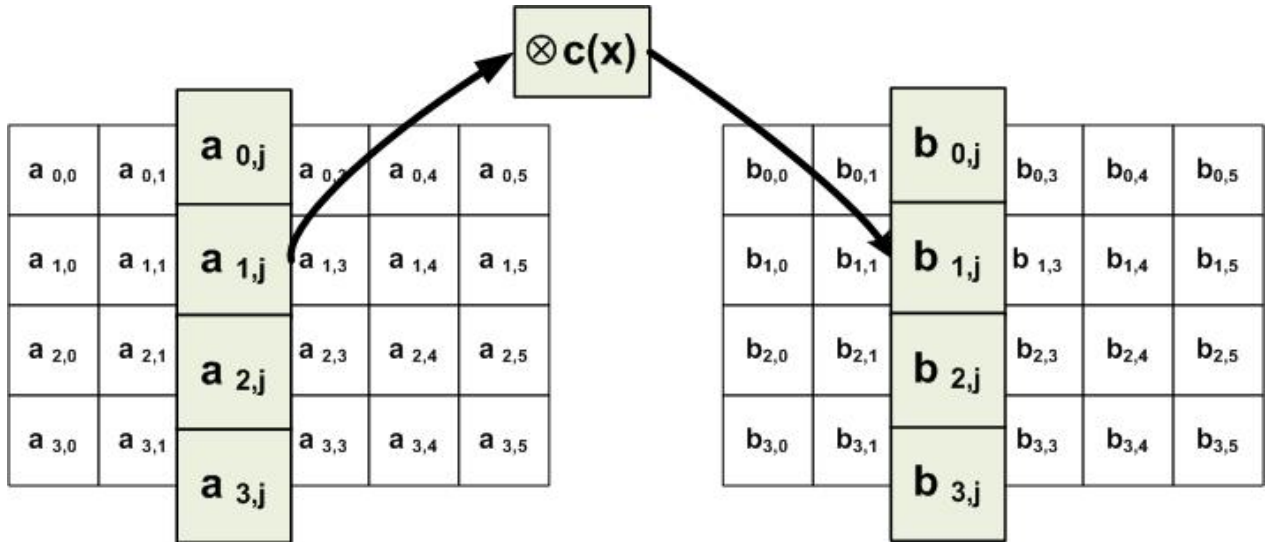 ⊗ c(x)
a 0,j b 0,j
a 0,0 a 0,1 a 0,3 a 0,4 a 0,5 b0,0 b0,1 b0,3 b0,4 b0,5
a 1,0 a 1,1 a 1,j a 1,3 a 1,4 a 1,5 b1,0 b1,1 b 1,j b 1,3 b1,4 b1,5
a 2,0 a 2,1 a 2,j a 2,3 a 2,4 a 2,5 b2,0 b2,1 b 2,j b2,3 b2,4 b2,5
a 3,0 a 3,1 a 3,3 a 3,4 a 3,5 b3,0 b3,1 b3,3 b3,4 b3,5
a 3,j b 3,j